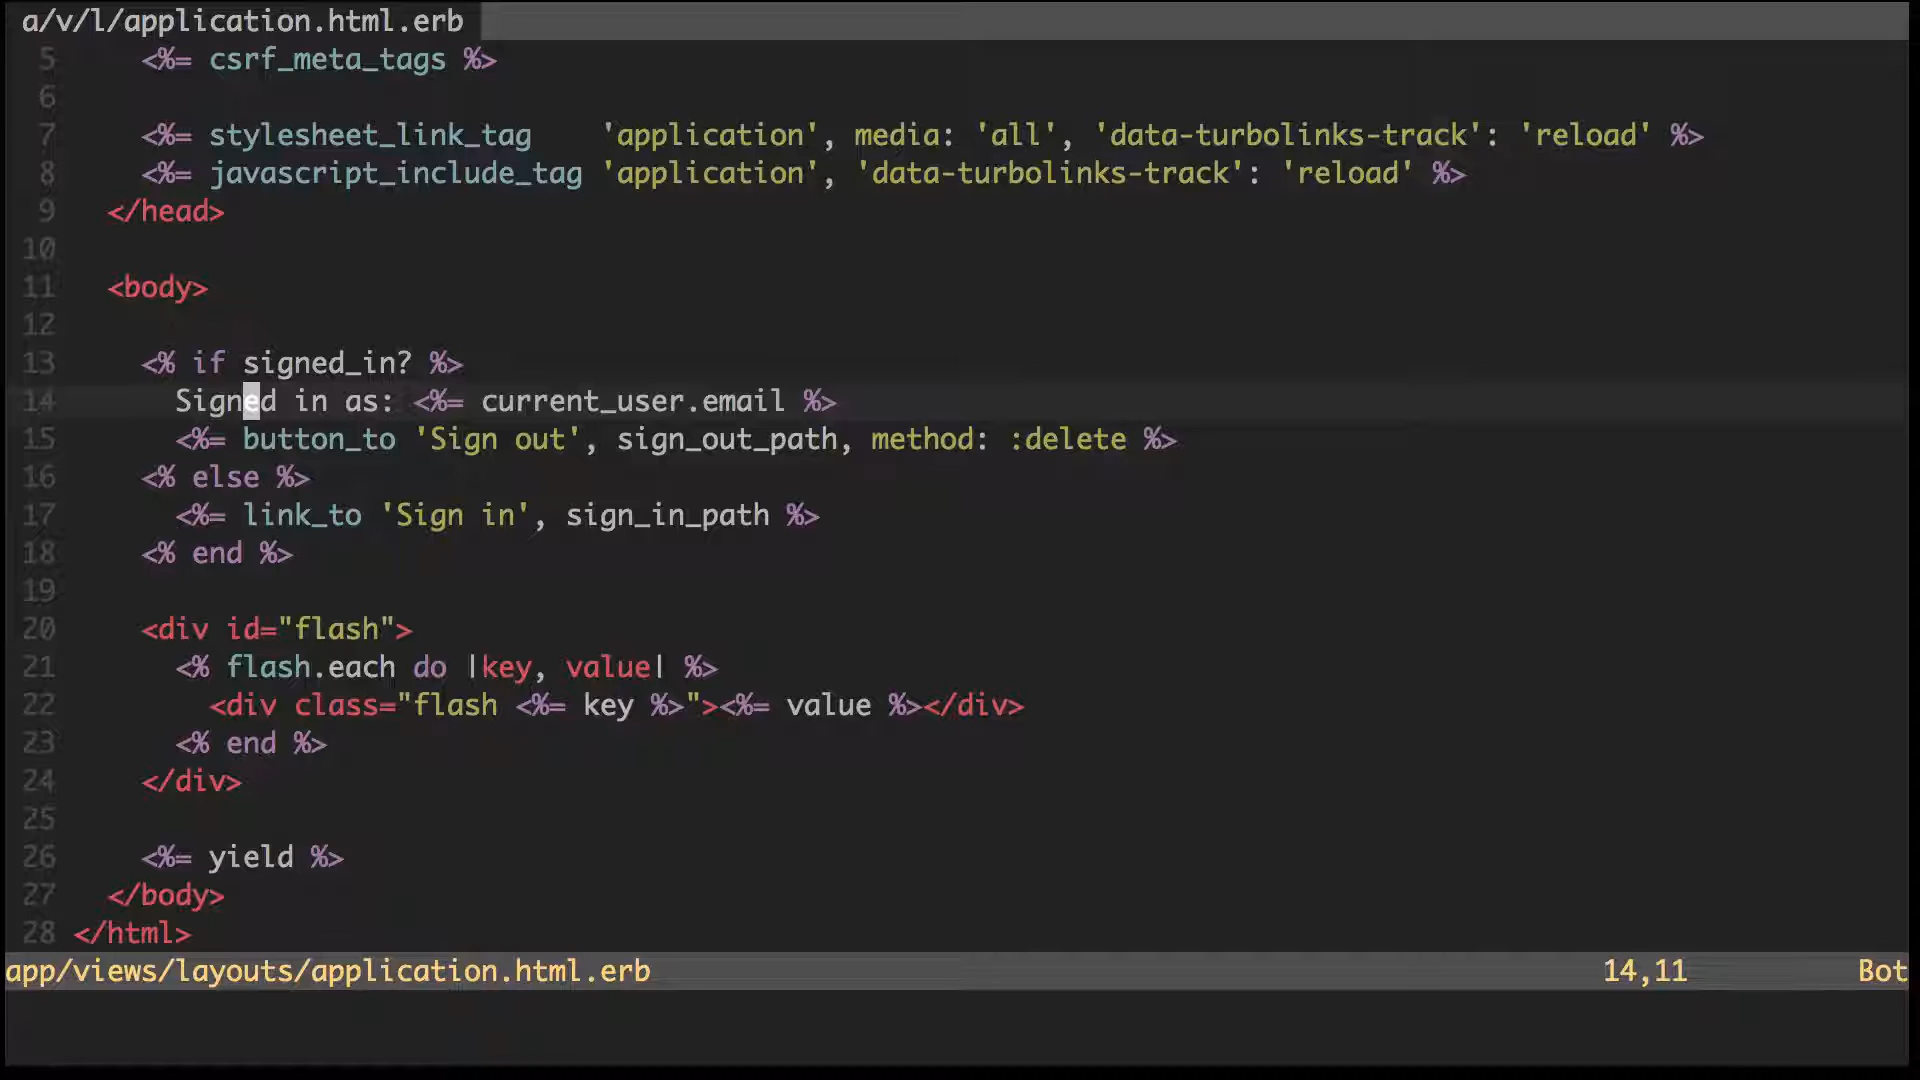 a/v/l/application.html.erb
5     <%= csrf_meta_tags %>
6
7     <%= stylesheet_link_tag    'application', media: 'all', 'data-turbolinks-track': 'reload' %>
8     <%= javascript_include_tag 'application', 'data-turbolinks-track': 'reload' %>
9   </head>
10
11   <body>
12
13     <% if signed_in? %>
14       Signed in as: <%= current_user.email %>
15       <%= button_to 'Sign out', sign_out_path, method: :delete %>
16     <% else %>
17       <%= link_to 'Sign in', sign_in_path %>
18     <% end %>
19
20     <div id="flash">
21       <% flash.each do |key, value| %>
22         <div class="flash <%= key %>"><%= value %></div>
23       <% end %>
24     </div>
25
26     <%= yield %>
27   </body>
28 </html>
app/views/layouts/application.html.erb 14,11 Bot